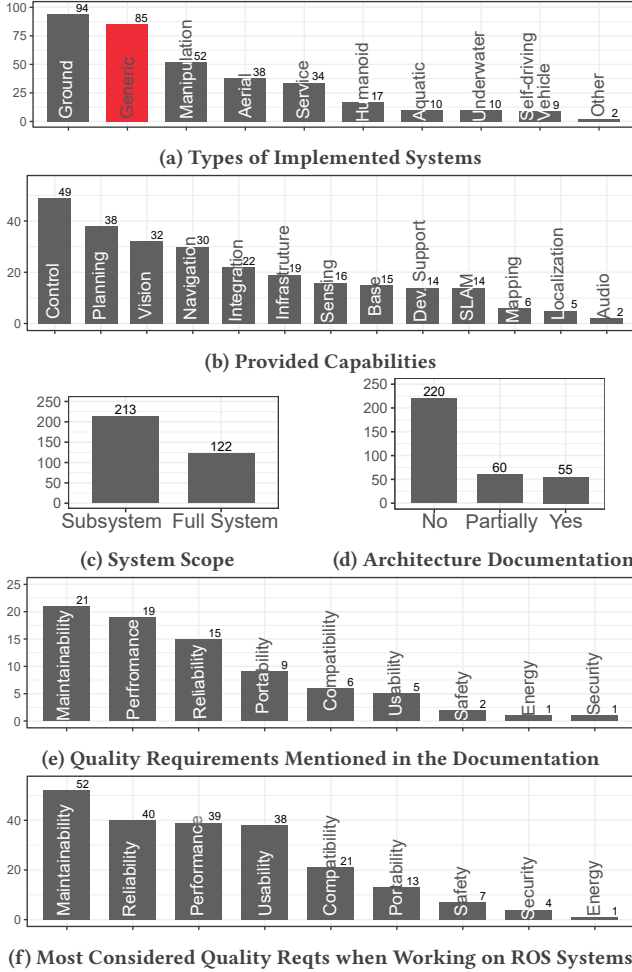 100
75
50
25
0
94
85
52
38
34
17
10
10
9
2
Ground
Generic
Manipulation
Aerial
Service
Humanoid
Aquatic
Underwater
Self-driving
Vehicle
Other
(a) Types of Implemented Systems
40
20
0
49
38
32
30
22
19
16
15
14
14
6
5
2
Control
Planning
Vision
Navigation
Integration
Infrastruture
Sensing
Base
Dev. Support
SLAM
Mapping
Localization
Audio
(b) Provided Capabilities
250
200
150
100
50
0
213
122
Subsystem
Full System
(c) System Scope
250
200
150
100
50
0
220
60
55
No
Partially
Yes
(d) Architecture Documentation
25
20
15
10
5
0
21
19
15
9
6
5
2
1
1
Maintainability
Perfromance
Reliability
Portability
Compatibility
Usability
Safety
Energy
Security
(e) Quality Requirements Mentioned in the Documentation
40
20
0
52
40
39
38
21
13
7
4
1
Maintainability
Reliability
Performance
Usability
Compatibility
Portability
Safety
Security
Energy
(f) Most Considered Quality Reqts when Working on ROS Systems